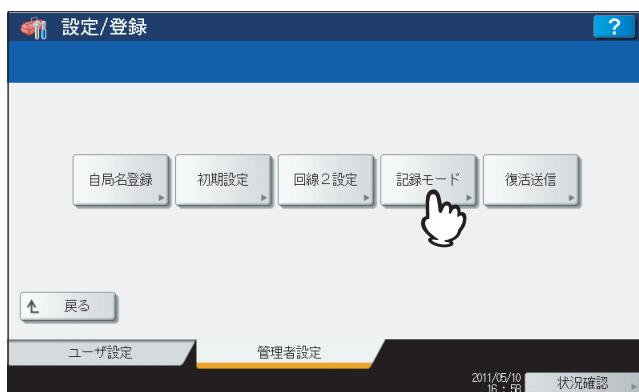 設定/登録
?
自局名登録
初期設定
回線2設定
記録モード
復活送信
戻る
ユーザ設定
管理者設定
2011/05/10
16:58
状況確認